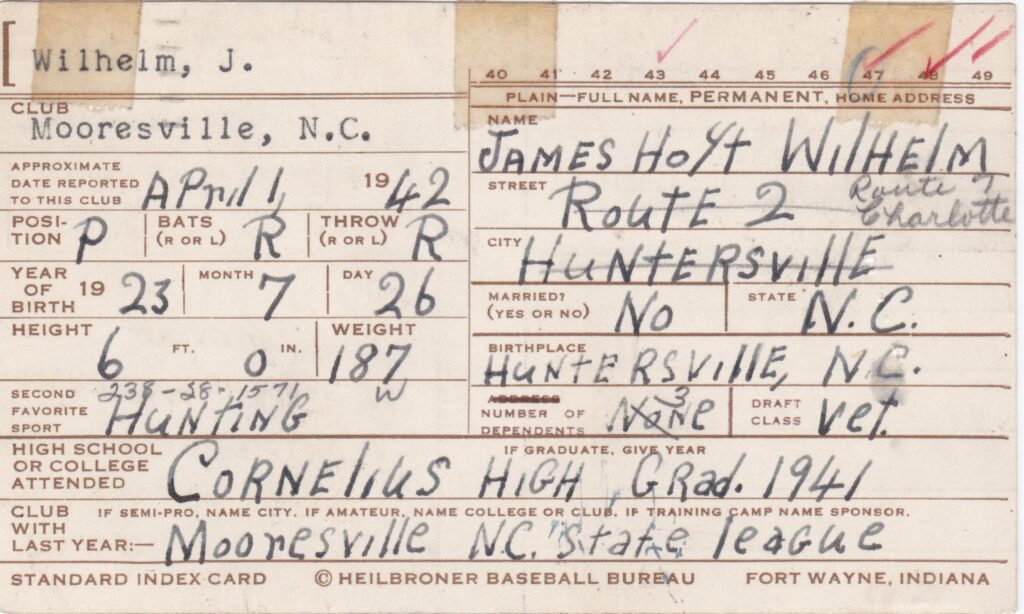 Wilhelm, J.
40 41 42 43 44 45 46 47 48 49
PLAIN—FULL NAME, PERMANENT, HOME ADDRESS
CLUB
Mooresville, N.C.
NAME
JAMES HOYT WILHELM
APPROXIMATE
DATE REPORTED
TO THIS CLUB APRIL 1, 19 42
STREET
ROUTE 2
Route 7
Charlotte
POSI-
TION P
BATS
(R OR L) R
THROW
(R OR L) R
CITY
HUNTERSVILLE
YEAR
OF
BIRTH 19 23
MONTH 7
DAY 26
MARRIED?
(YES OR NO) NO
STATE
N.C.
HEIGHT
6 FT. 0 IN.
WEIGHT
187
W
BIRTHPLACE
HUNTERSVILLE, N.C.
SECOND
FAVORITE
SPORT HUNTING
238-28-1571
ADDRESS
NUMBER OF
DEPENDENTS NONE 3
DRAFT
CLASS Vet.
HIGH SCHOOL
OR COLLEGE
ATTENDED
IF GRADUATE, GIVE YEAR
CORNELIUS HIGH GRad. 1941
CLUB
WITH
LAST YEAR:—
IF SEMI-PRO, NAME CITY. IF AMATEUR, NAME COLLEGE OR CLUB. IF TRAINING CAMP NAME SPONSOR.
Mooresville N.C. state league
STANDARD INDEX CARD © HEILBRONER BASEBALL BUREAU FORT WAYNE, INDIANA